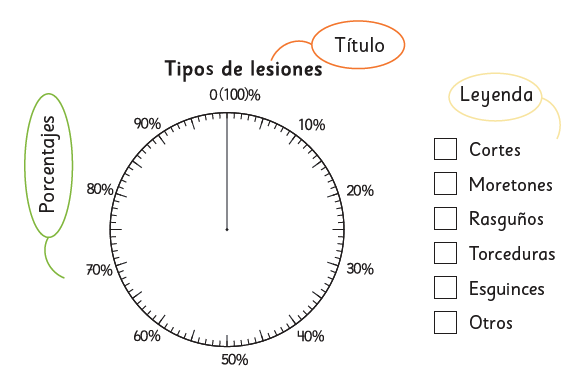 Título
Tipos de lesiones
0(100)%
10%
20%
30%
40%
50%
60%
70%
80%
90%
Porcentajes
Leyenda
Cortes
Moretones
Rasguños
Torceduras
Esguinces
Otros